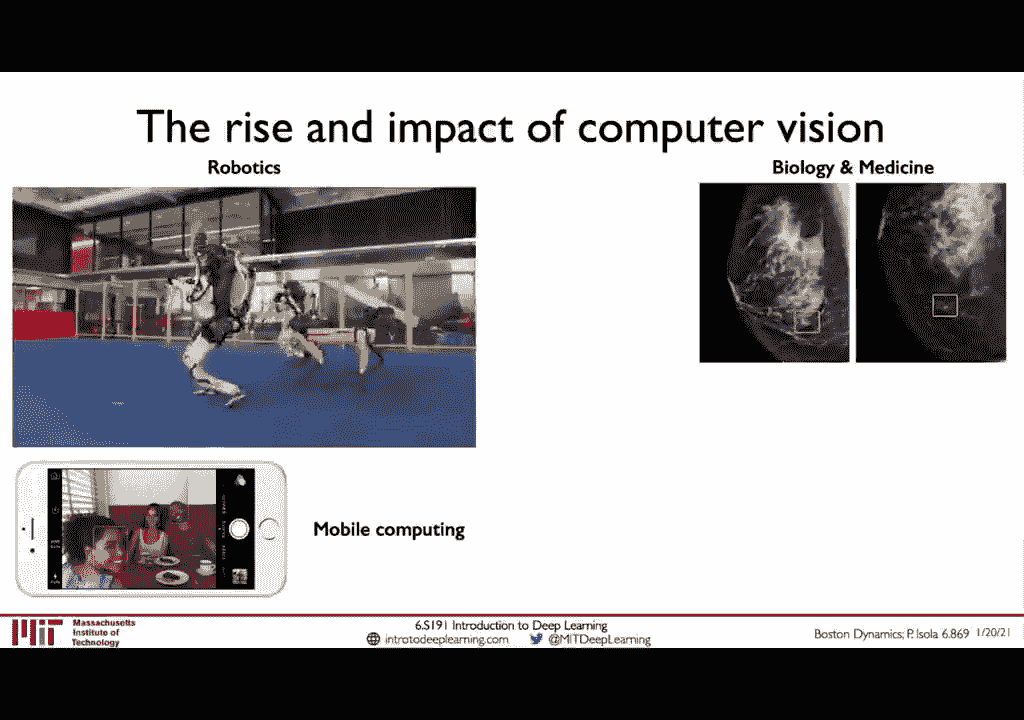 The rise and impact of computer vision
Robotics
Biology & Medicine
Mobile computing
Massachusetts
Institute of
Technology
6.S191 Introduction to Deep Learning
introtodeeplearning.com
@MITDeepLearning
Boston Dynamics; P. Isola 6.869
1/20/21